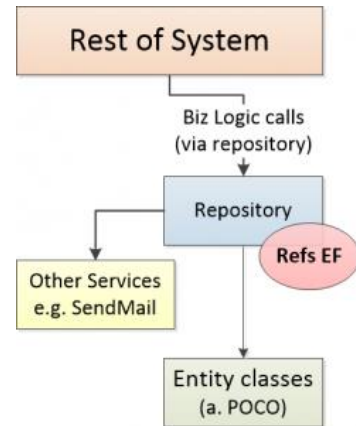 Rest of System
Biz Logic calls
(via repository)
Repository
Refs EF
Other Services
e.g. SendMail
Entity classes
(a. POCO)